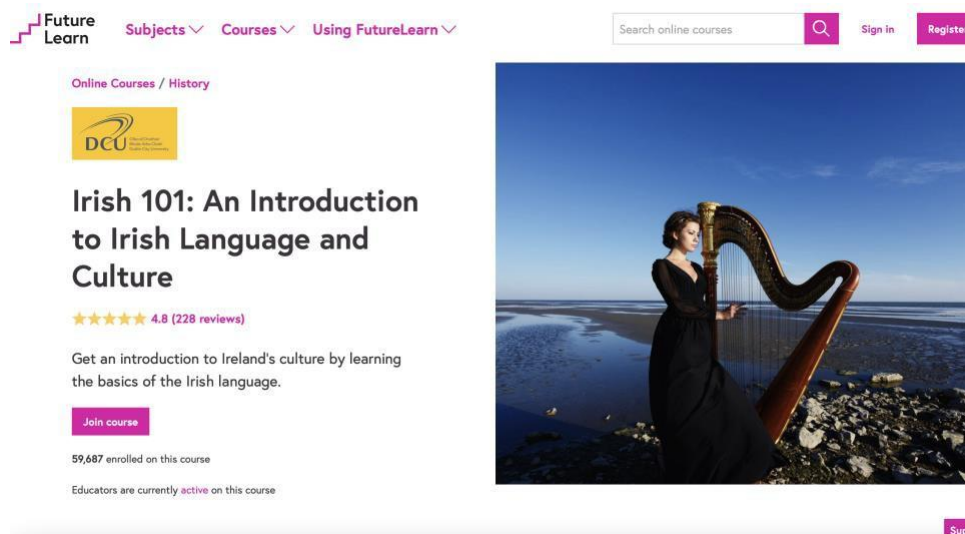 Future
Learn
Subjects
Courses
Using FutureLearn
Search online courses
Sign in
Register
Online Courses / History
DCU
Irish 101: An Introduction
to Irish Language and
Culture
4.8 (228 reviews)
Get an introduction to Ireland's culture by learning
the basics of the Irish language.
Join course
59,687 enrolled on this course
Educators are currently active on this course